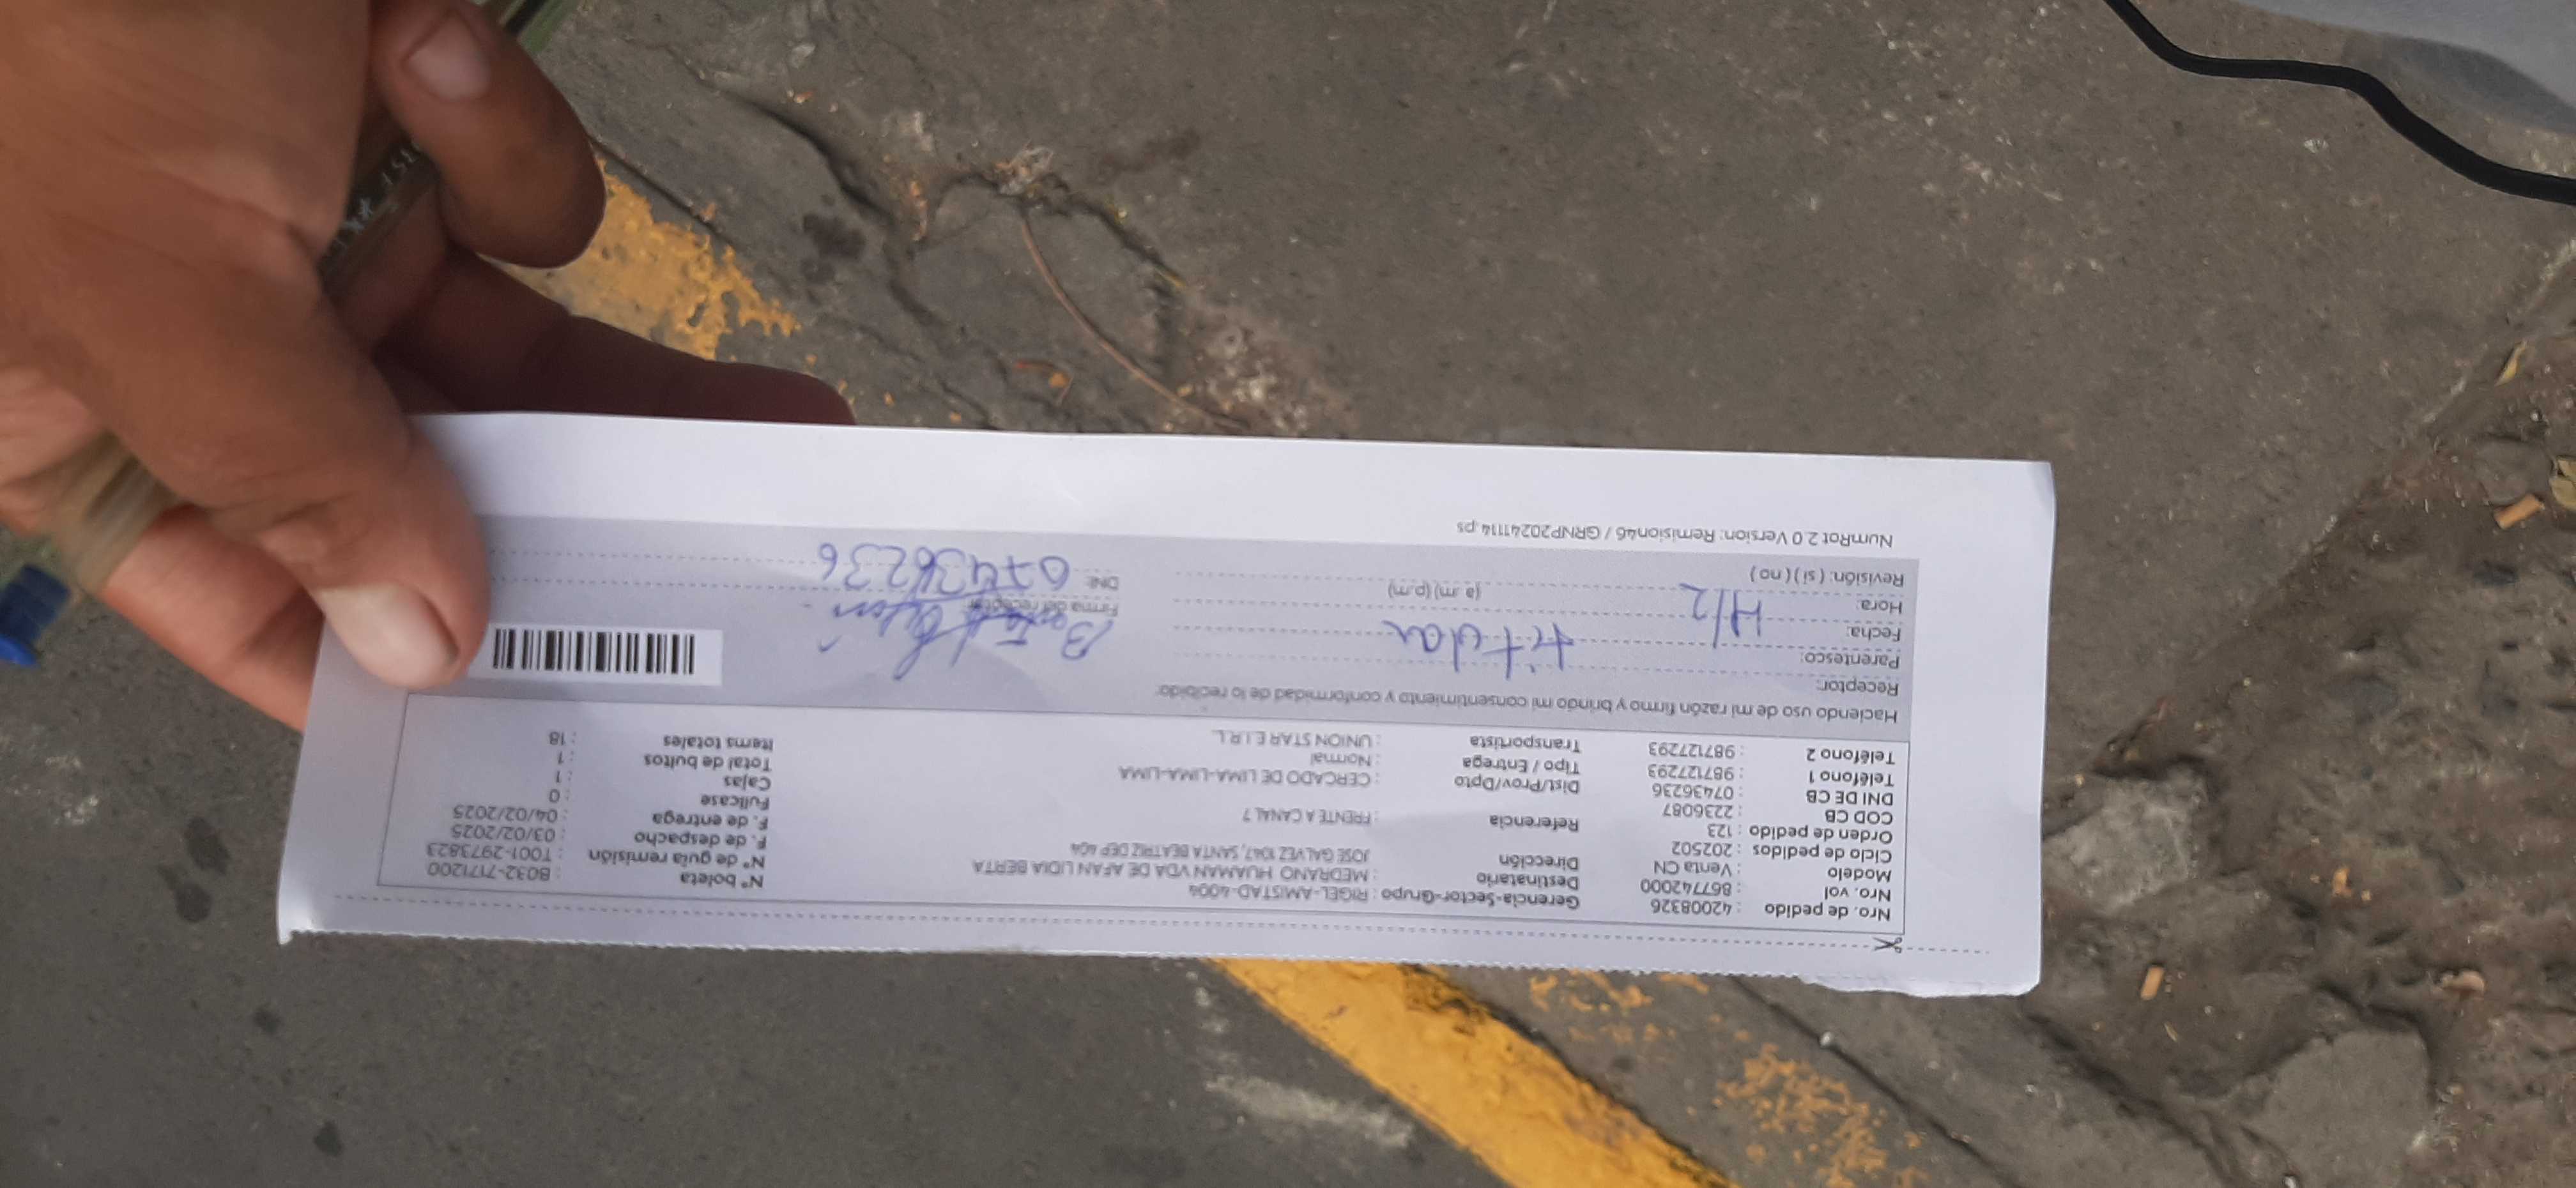 Nro. de pedido : 42008326 Gerencia-Sector-Grupo : RIGEL-AMISTAD-4004 N° boleta : B032-7171200
Nro. vol : 867742000 Destinatario : MEDRANO HUAMAN VDA DE AFAN LIDIA BERTA N° de guia remisión : T001-2973823
Modelo : Venta CN Dirección : JOSE GALVEZ 1047, SANTA BEATRIZ DEP 404 F. de despacho : 03/02/2025
Ciclo de pedidos : 202502 F. de entrega : 04/02/2025
Orden de pedido : 123 Referencia : FRENTE A CANAL 7 Fullcase : 0
COD CB : 2236087 Cajas : 1
DNI DE CB : 07436236 Dist/Prov/Dpto : CERCADO DE LIMA-LIMA-LIMA Total de bultos : 1
Teléfono 1 : 987127293 Tipo / Entrega : Normal Items totales : 18
Teléfono 2 : 987127293 Transportista : UNION STAR E.I.R.L.
Haciendo uso de mi razón firmo y brindo mi consentimiento y conformidad de lo recibido:
Receptor:
Parentesco: titular
Fecha: Firma del receptor
Hora: (a .m) (p.m) DNI: 07436236
Revisión: ( si ) ( no )
NumRot 2.0 Version: Remision46 / GRNP20241114.ps